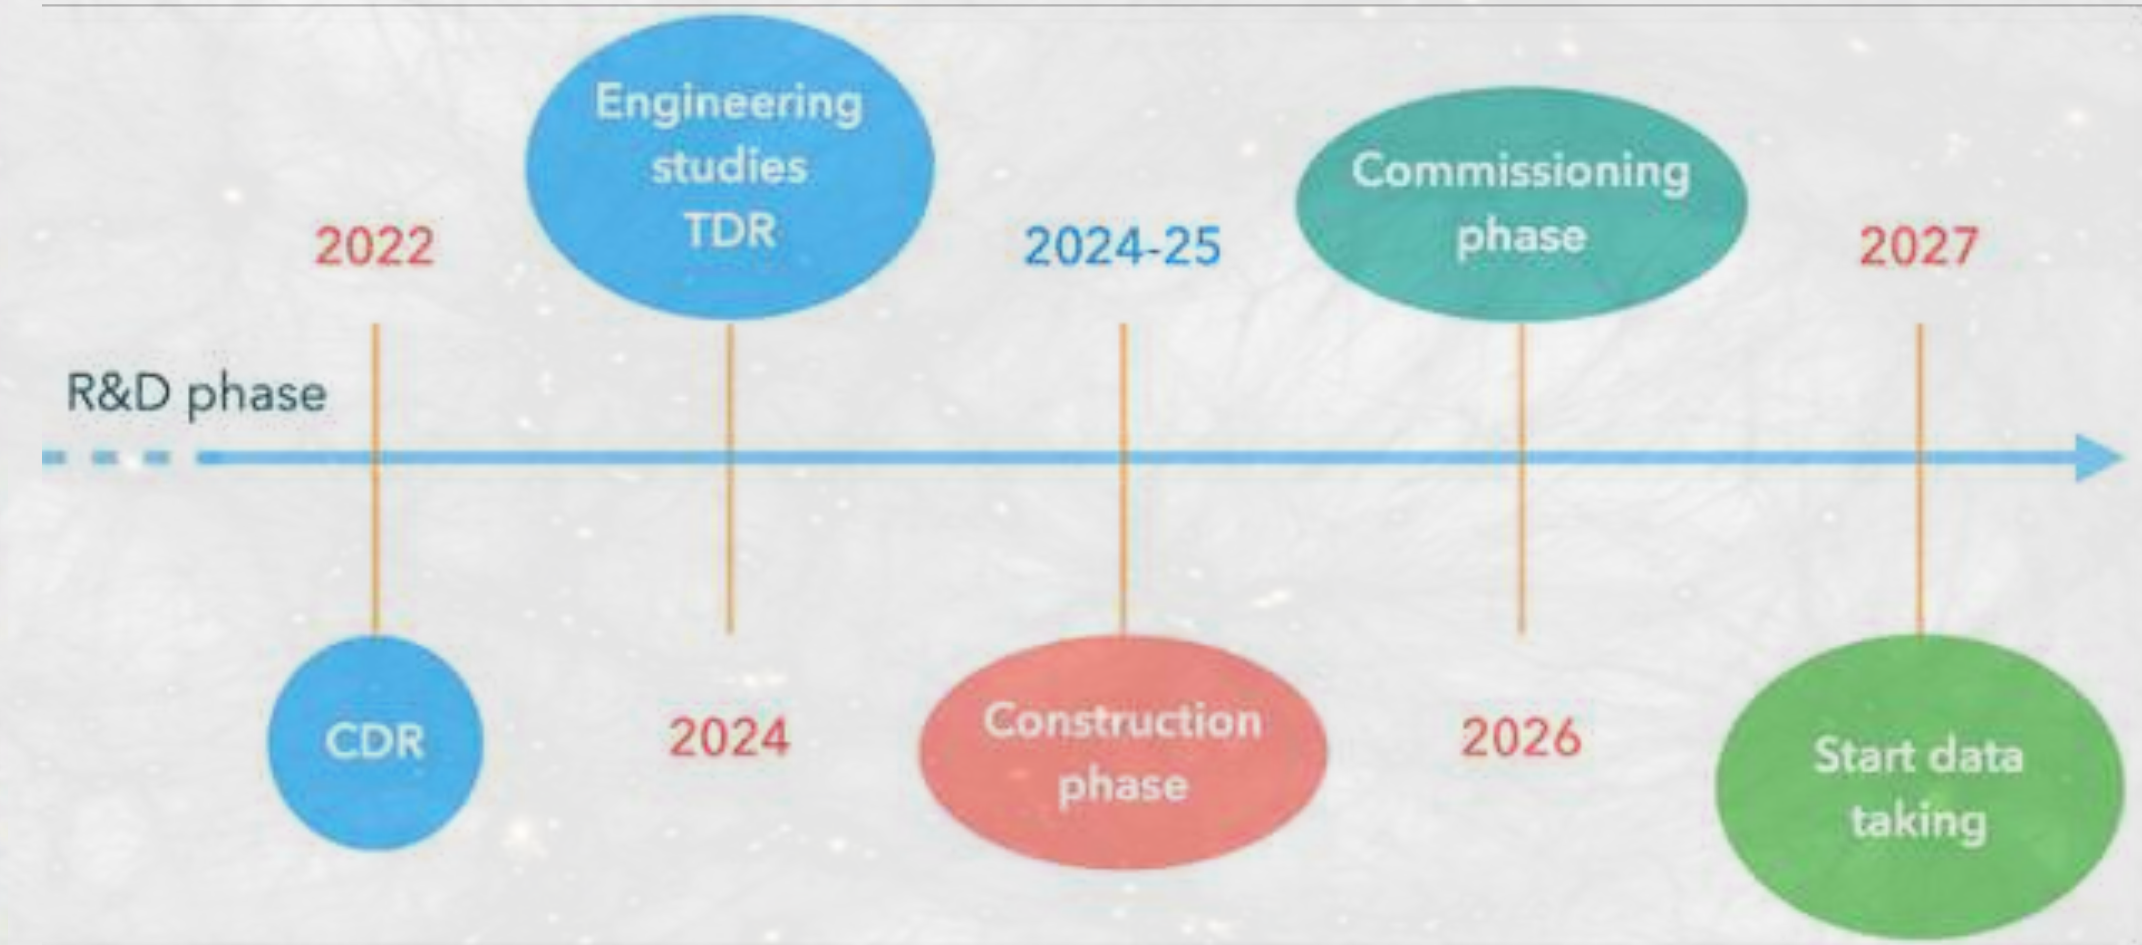 Engineering
studies
TDR
Commissioning
phase
2022
2024-25
2027
R&D phase
CDR
2024
Construction
phase
2026
Start data
taking